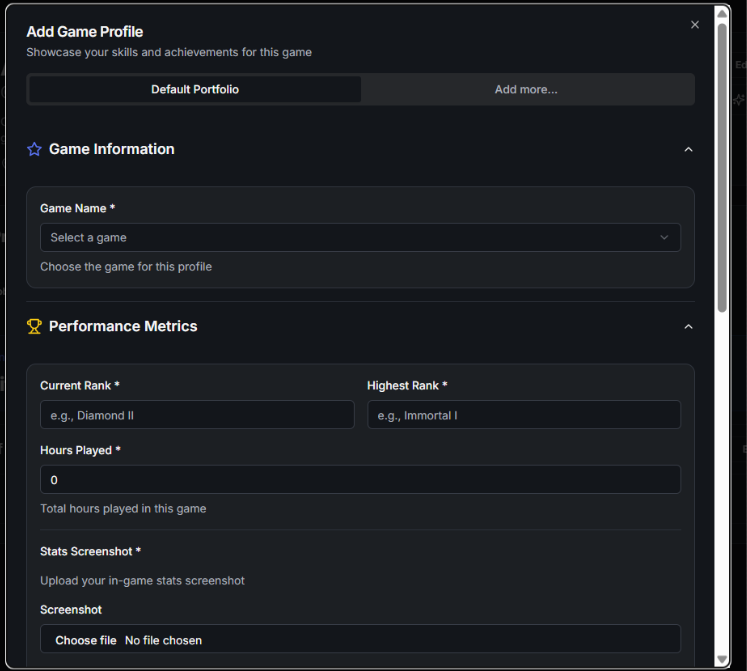 Add Game Profile
Showcase your skills and achievements for this game
Default Portfolio
Add more...
Game Information
Game Name *
Select a game
Choose the game for this profile
Performance Metrics
Current Rank *
Highest Rank *
e.g., Diamond II
e.g., Immortal I
Hours Played *
0
Total hours played in this game
Stats Screenshot *
Upload your in-game stats screenshot
Screenshot
Choose file No file chosen